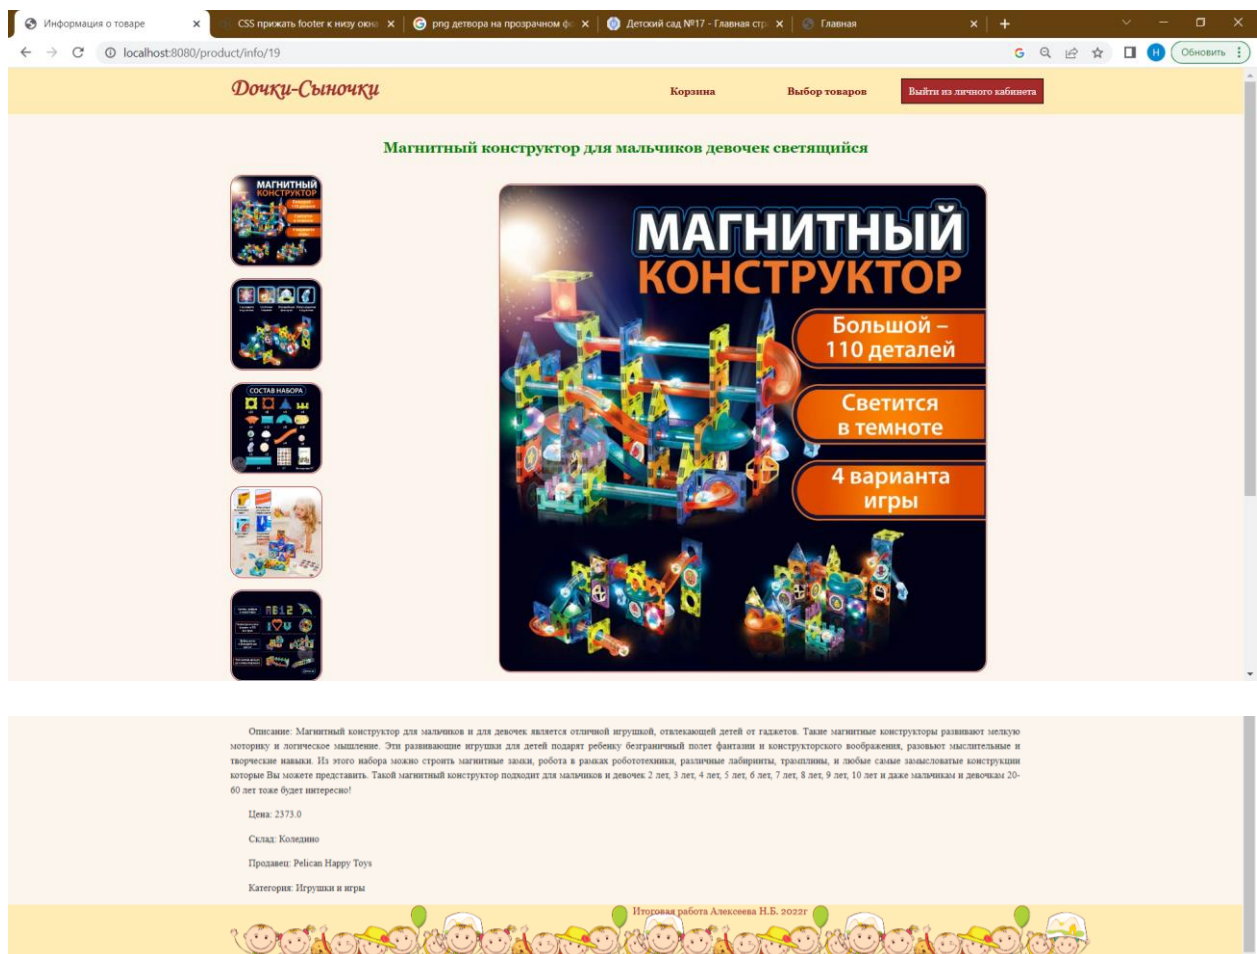 Информация о товаре
CSS прижать footer к низу окна
png детвора на прозрачном фо
Детский сад №17 - Главная стр
Главная
localhost:8080/product/info/19
Обновить
Дочки-Сыночки
Корзина
Выбор товаров
Выйти из личного кабинета
Магнитный конструктор для мальчиков девочек светящийся
МАГНИТНЫЙ
КОНСТРУКТОР
СОСТАВ НАБОРА
МАГНИТНЫЙ
КОНСТРУКТОР
Большой –
110 деталей
Светится
в темноте
4 варианта
игры
Описание: Магнитный конструктор для мальчиков и для девочек является отличной игрушкой, отвлекающей детей от гаджетов. Такие магнитные конструкторы развивают мелкую
моторику и логическое мышление. Эти развивающие игрушки для детей подарят ребенку безграничный полет фантазии и конструкторского воображения, разовьют мыслительные и
творческие навыки. Из этого набора можно строить магнитные замки, робота в рамках робототехники, различные лабиринты, трамплины, и любые самые замысловатые конструкции
которые Вы можете представить. Такой магнитный конструктор подходит для мальчиков и девочек 2 лет, 3 лет, 4 лет, 5 лет, 6 лет, 7 лет, 8 лет, 9 лет, 10 лет и даже мальчикам и девочкам 20-
60 лет тоже будет интересно!
Цена: 2373.0
Склад: Коледино
Продавец: Pelican Happy Toys
Категория: Игрушки и игры
Итоговая работа Алексеева Н.Б. 2022г